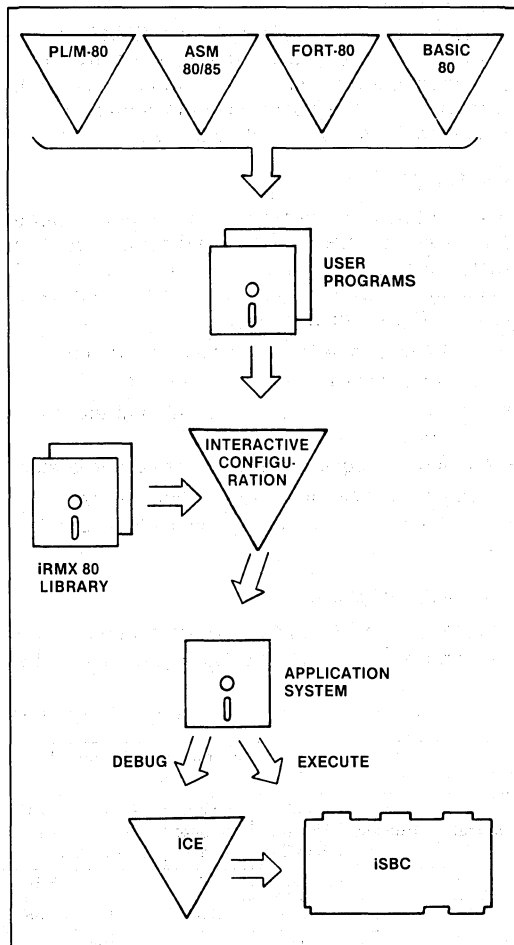 PL/M-80
ASM
80/85
FORT-80
BASIC
80
USER
PROGRAMS
INTERACTIVE
CONFIGU-
RATION
iRMX 80
LIBRARY
APPLICATION
SYSTEM
DEBUG
EXECUTE
ICE
iSBC